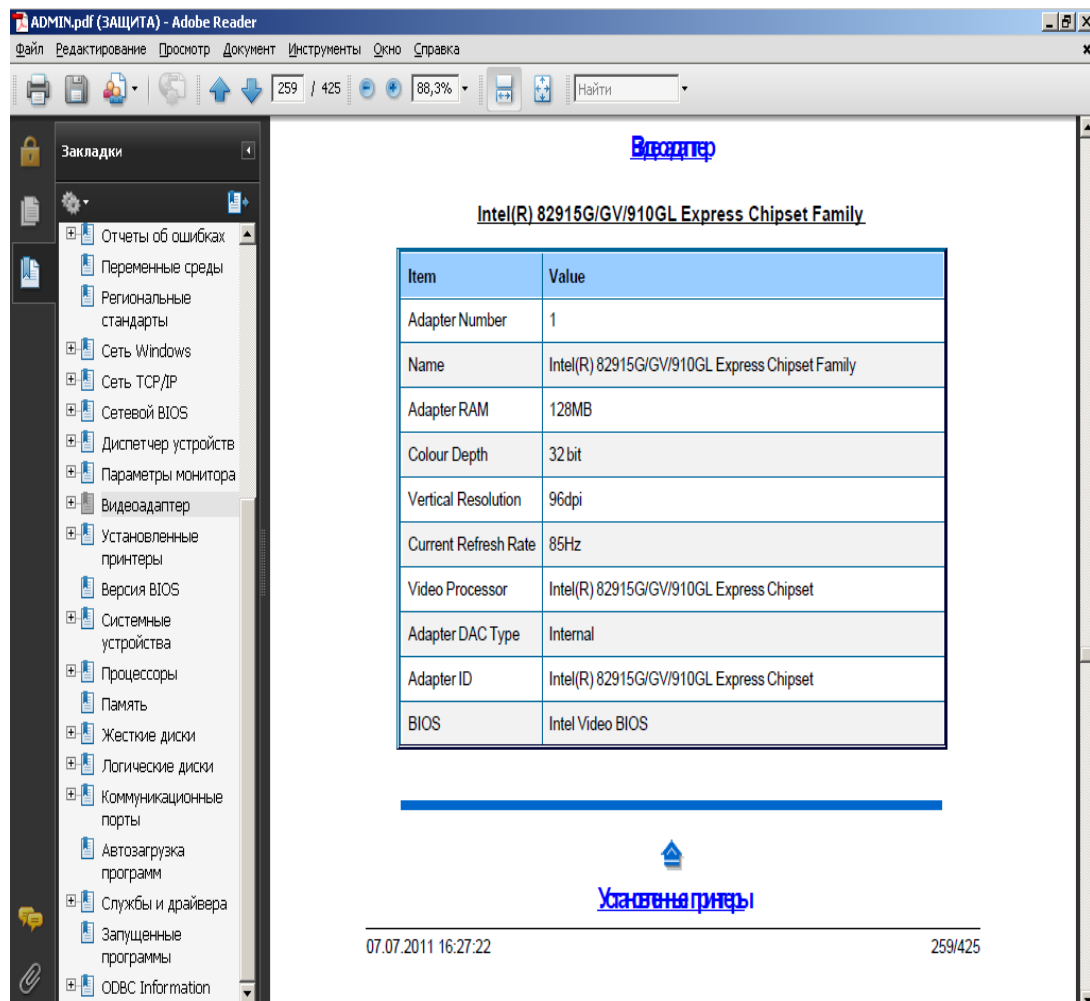 ADMIN.pdf (ЗАЩИТА) - Adobe Reader
Файл Редактирование Просмотр Документ Инструменты Окно Справка
259 / 425 88,3% Найти
Закладки
Отчеты об ошибках
Переменные среды
Региональные
стандарты
Сеть Windows
Сеть TCP/IP
Сетевой BIOS
Диспетчер устройств
Параметры монитора
Видеоадаптер
Установленные
принтеры
Версия BIOS
Системные
устройства
Процессоры
Память
Жесткие диски
Логические диски
Коммуникационные
порты
Автозагрузка
программ
Службы и драйвера
Запущенные
программы
ODBC Information
Видеоадаптер
Intel(R) 82915G/GV/910GL Express Chipset Family
Item Value
Adapter Number 1
Name Intel(R) 82915G/GV/910GL Express Chipset Family
Adapter RAM 128MB
Colour Depth 32 bit
Vertical Resolution 96dpi
Current Refresh Rate 85Hz
Video Processor Intel(R) 82915G/GV/910GL Express Chipset
Adapter DAC Type Internal
Adapter ID Intel(R) 82915G/GV/910GL Express Chipset
BIOS Intel Video BIOS
Установленные принтеры
07.07.2011 16:27:22 259/425